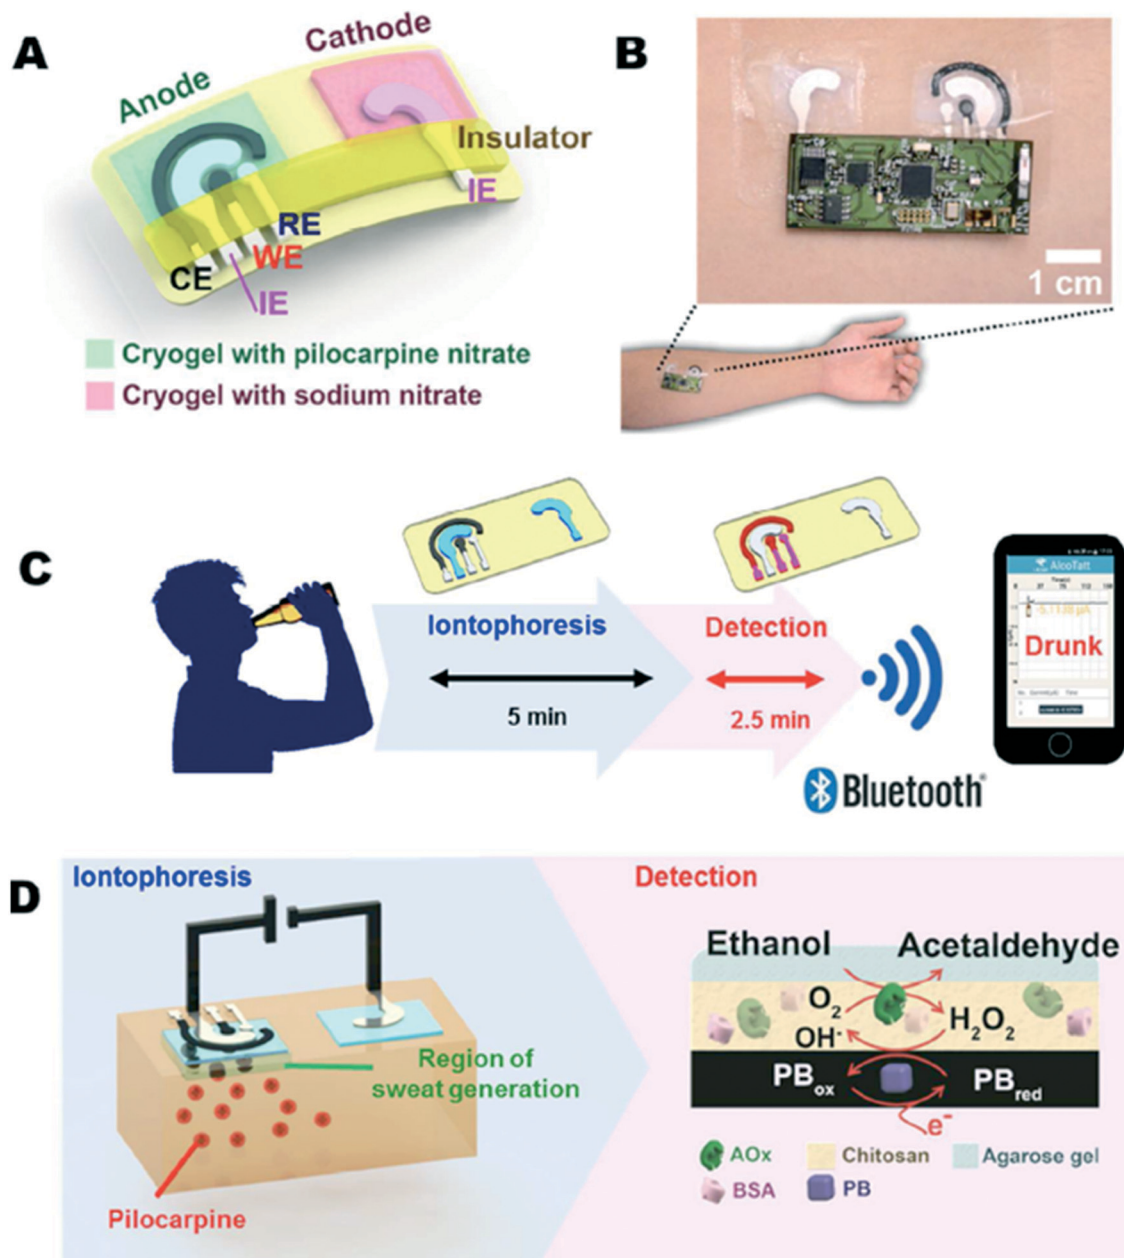 A
Anode
Cathode
Insulator
IE
RE
WE
CE
IE
Cryogel with pilocarpine nitrate
Cryogel with sodium nitrate
B
1 cm
C
Iontophoresis
5 min
Detection
2.5 min
Bluetooth
AlcoTatt
Drunk
D
Iontophoresis
Region of
sweat generation
Pilocarpine
Detection
Ethanol
Acetaldehyde
O2
H2O2
OH·
PBox
PBred
e-
AOx
Chitosan
Agarose gel
BSA
PB